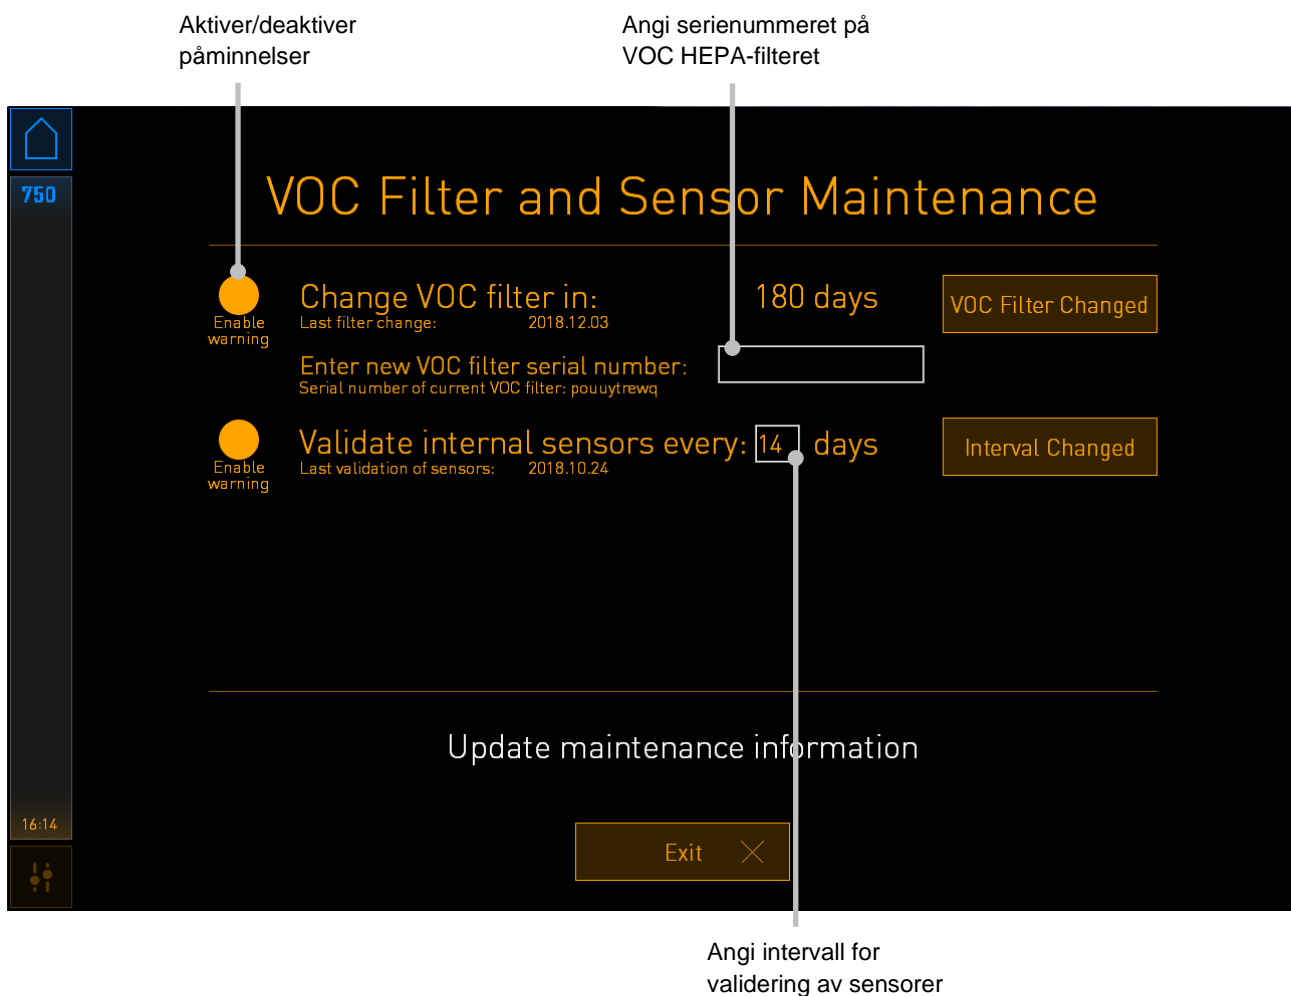 Aktiver/deaktiver
påminnelser
Angi serienummeret på
VOC HEPA-filteret
750
VOC Filter and Sensor Maintenance
Enable
warning
Change VOC filter in: 180 days
Last filter change: 2018.12.03
VOC Filter Changed
Enter new VOC filter serial number:
Serial number of current VOC filter: pouuytrewq
Enable
warning
Validate internal sensors every: 14 days
Last validation of sensors: 2018.10.24
Interval Changed
Update maintenance information
16:14
Exit
Angi intervall for
validering av sensorer